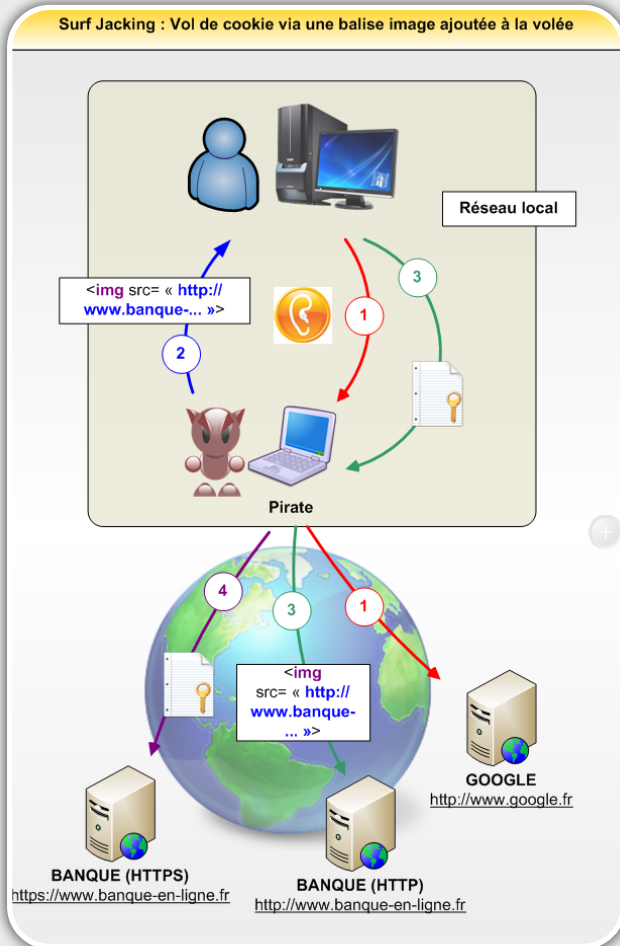 Surf Jacking : Vol de cookie via une balise image ajoutée à la volée
Réseau local
<img src= « http://
www.banque-... »>
3
1
2
Pirate
4
3
1
<img
src= « http://
www.banque-
... »>
GOOGLE
http://www.google.fr
BANQUE (HTTPS)
https://www.banque-en-ligne.fr
BANQUE (HTTP)
http://www.banque-en-ligne.fr